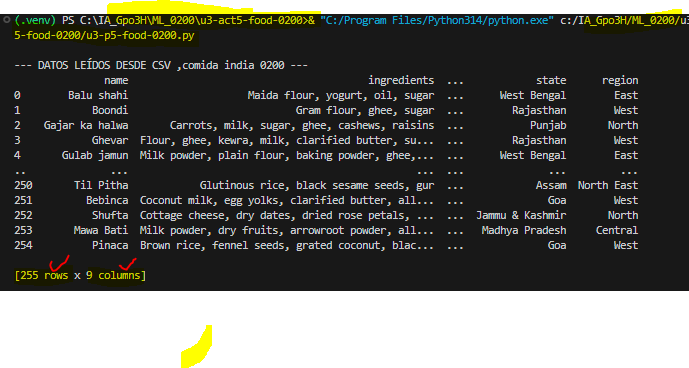 (.venv) PS C:\IA_Gpo3H\ML_0200\u3-act5-food-0200>& "C:/Program Files/Python314/python.exe" c:/IA_Gpo3H/ML_0200/u3
5-food-0200/u3-p5-food-0200.py
--- DATOS LEÍDOS DESDE CSV ,comida india 0200 ---
name ingredients ... state region
0 Balu shahi Maida flour, yogurt, oil, sugar ... West Bengal East
1 Boondi Gram flour, ghee, sugar ... Rajasthan West
2 Gajar ka halwa Carrots, milk, sugar, ghee, cashews, raisins ... Punjab North
3 Ghevar Flour, ghee, kewra, milk, clarified butter, su... ... Rajasthan West
4 Gulab jamun Milk powder, plain flour, baking powder, ghee,... ... West Bengal East
.. ... ... ... ... ...
250 Til Pitha Glutinous rice, black sesame seeds, gur ... Assam North East
251 Bebinca Coconut milk, egg yolks, clarified butter, all... ... Goa West
252 Shufta Cottage cheese, dry dates, dried rose petals, ... ... Jammu & Kashmir North
253 Mawa Bati Milk powder, dry fruits, arrowroot powder, all... ... Madhya Pradesh Central
254 Pinaca Brown rice, fennel seeds, grated coconut, blac... ... Goa West
[255 rows x 9 columns]